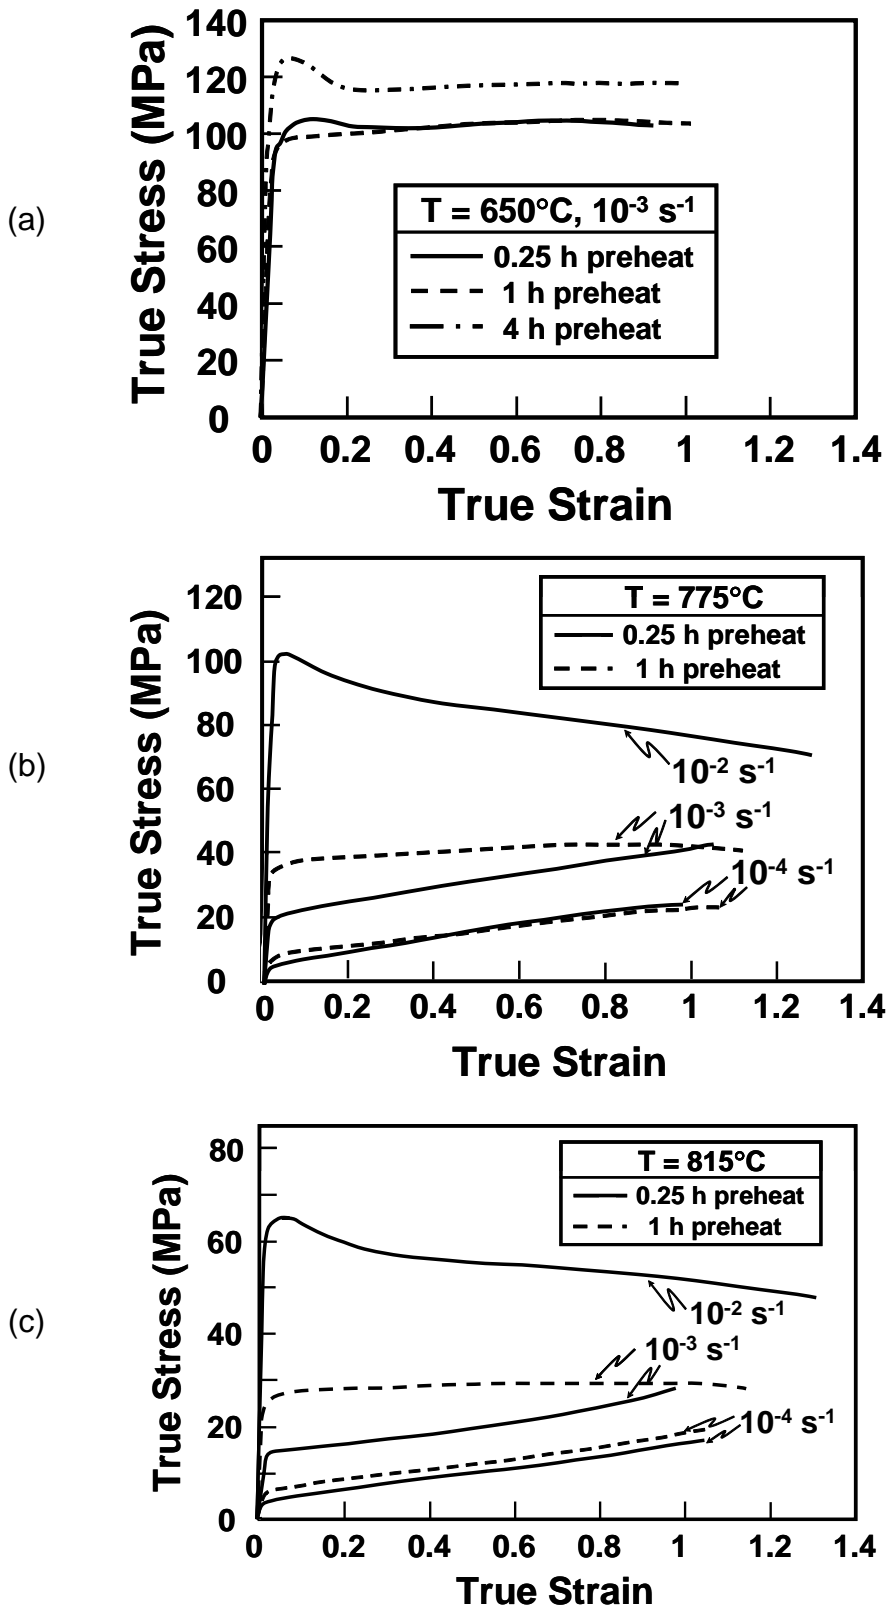 (a)
True Stress (MPa)
140
120
100
80
60
40
20
0
T = 650°C, 10-3 s-1
0.25 h preheat
1 h preheat
4 h preheat
0 0.2 0.4 0.6 0.8 1 1.2 1.4
True Strain
(b)
True Stress (MPa)
120
100
80
60
40
20
0
T = 775°C
0.25 h preheat
1 h preheat
10-2 s-1
10-3 s-1
10-4 s-1
0 0.2 0.4 0.6 0.8 1 1.2 1.4
True Strain
(c)
True Stress (MPa)
80
60
40
20
0
T = 815°C
0.25 h preheat
1 h preheat
10-2 s-1
10-3 s-1
10-4 s-1
0 0.2 0.4 0.6 0.8 1 1.2 1.4
True Strain